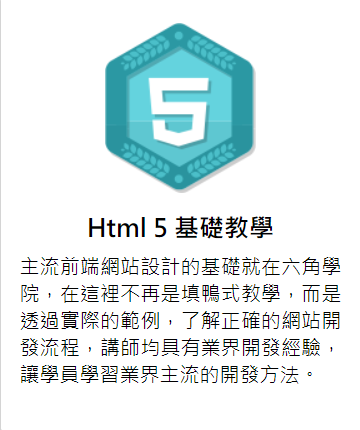 5
Html 5 基礎教學
主流前端網站設計的基礎就在六角學
院，在這裡不再是填鴨式教學，而是
透過實際的範例，了解正確的網站開
發流程，講師均具有業界開發經驗，
讓學員學習業界主流的開發方法。